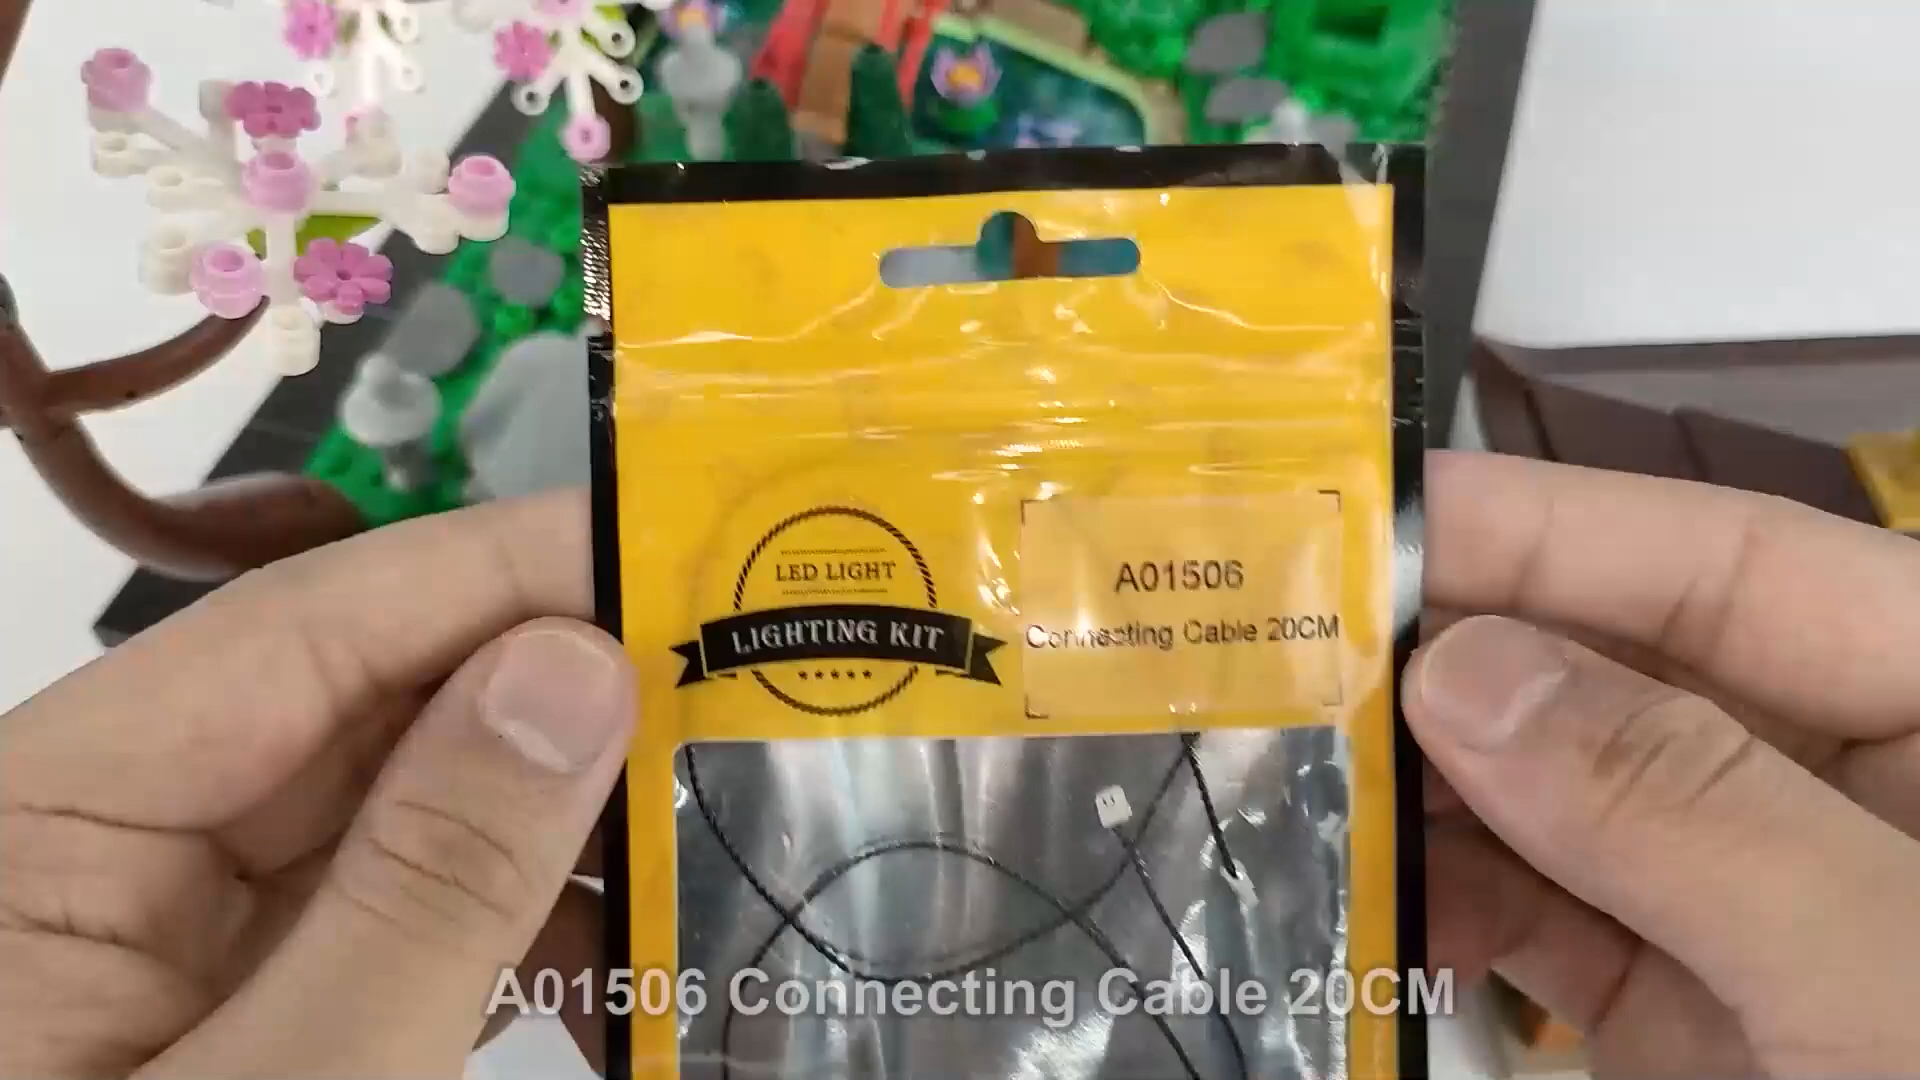 LED LIGHT
LIGHTING KIT
A01506
Connecting Cable 20CM
A01506 Connecting Cable 20CM